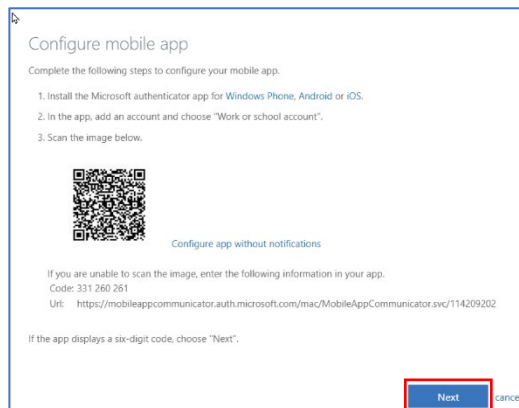 Configure mobile app
Complete the following steps to configure your mobile app.
1. Install the Microsoft authenticator app for Windows Phone, Android or iOS.
2. In the app, add an account and choose "Work or school account".
3. Scan the image below.
Configure app without notifications
If you are unable to scan the image, enter the following information in your app.
Code: 331 260 261
Url: https://mobileappcommunicator.auth.microsoft.com/mac/MobileAppCommunicator.svc/114209202
If the app displays a six-digit code, choose "Next".
Next cance